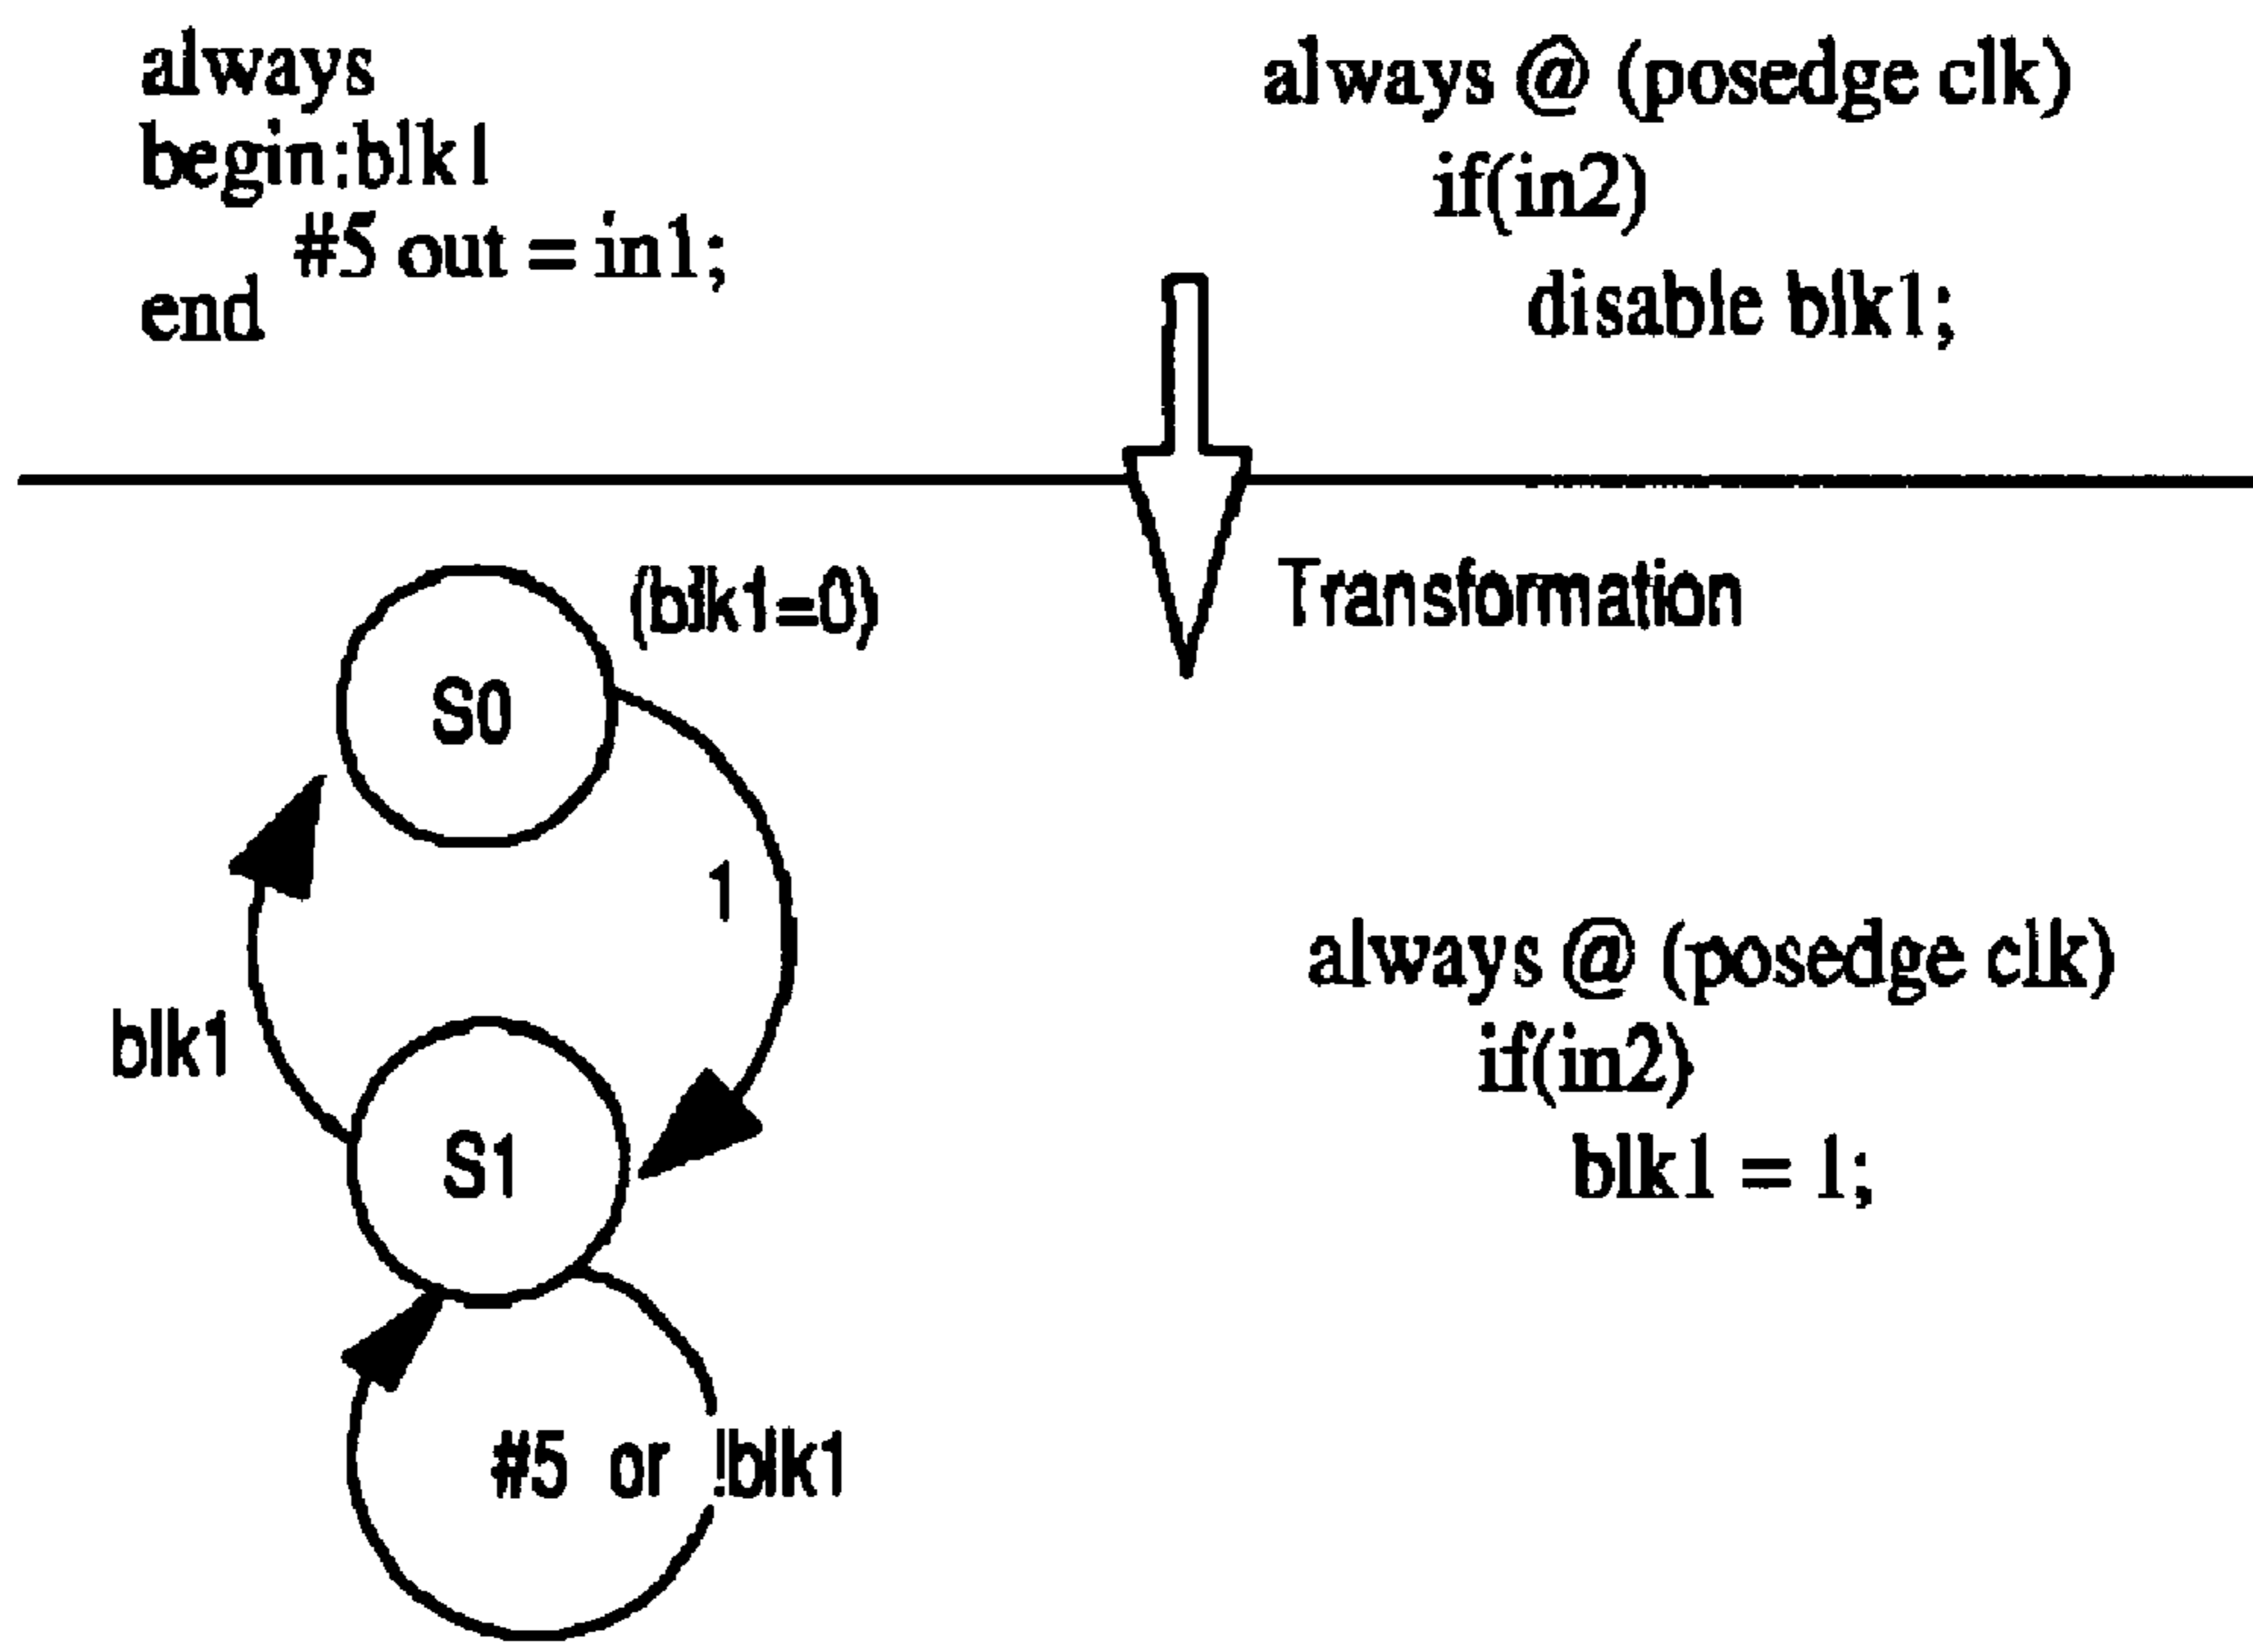 always
begin:blk1
#5 out = in1;
end
always @ (posedge clk)
if(in2)
disable blk1;
Transformation
(blk1=0)
S0
1
blk1
S1
#5 or !blk1
always @ (posedge clk)
if(in2)
blk1 = 1;